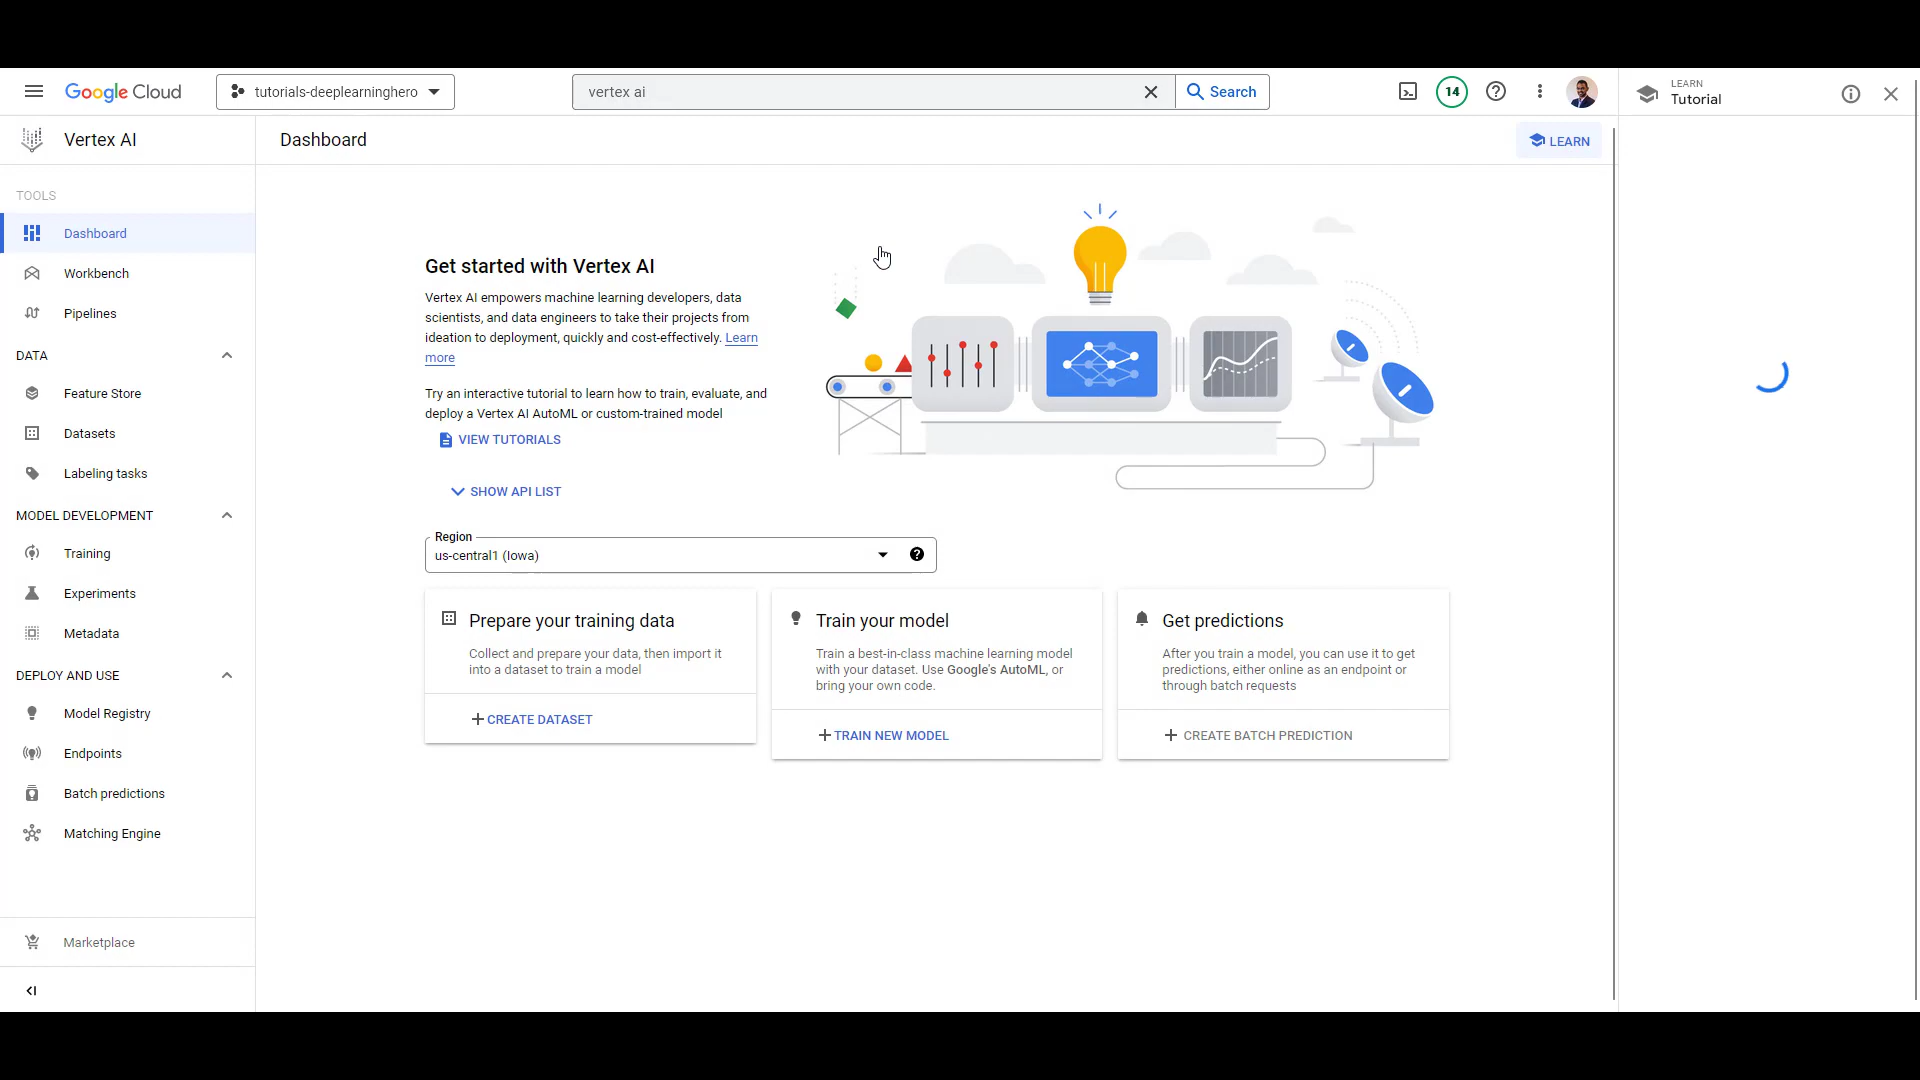 Google Cloud
tutorials-deeplearninghero
vertex ai
Search
14
LEARN
Tutorial
Vertex AI
Dashboard
LEARN
TOOLS
Dashboard
Workbench
Pipelines
DATA
Feature Store
Datasets
Labeling tasks
MODEL DEVELOPMENT
Training
Experiments
Metadata
DEPLOY AND USE
Model Registry
Endpoints
Batch predictions
Matching Engine
Marketplace
Get started with Vertex AI
Vertex AI empowers machine learning developers, data
scientists, and data engineers to take their projects from
ideation to deployment, quickly and cost-effectively. Learn
more
Try an interactive tutorial to learn how to train, evaluate, and
deploy a Vertex AI AutoML or custom-trained model
VIEW TUTORIALS
SHOW API LIST
Region
us-central1 (Iowa)
Prepare your training data
Collect and prepare your data, then import it
into a dataset to train a model
CREATE DATASET
Train your model
Train a best-in-class machine learning model
with your dataset. Use Google's AutoML, or
bring your own code.
TRAIN NEW MODEL
Get predictions
After you train a model, you can use it to get
predictions, either online as an endpoint or
through batch requests
CREATE BATCH PREDICTION